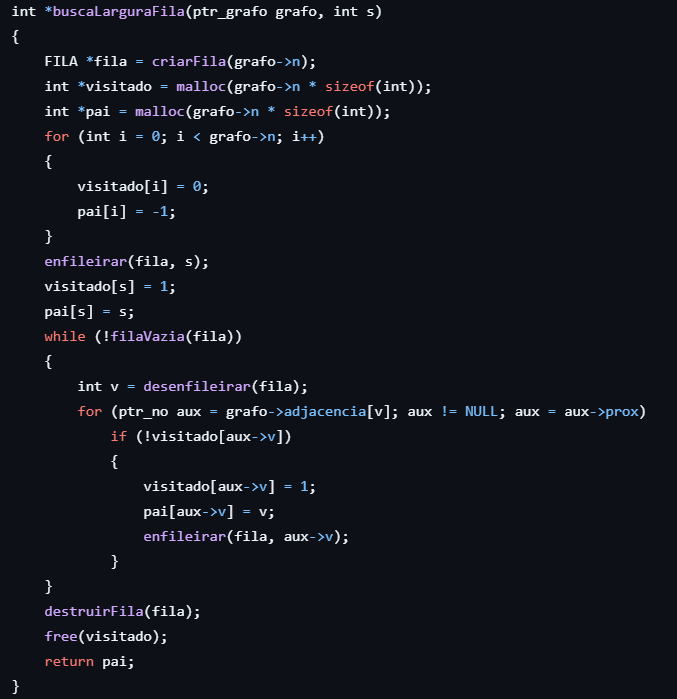 int *buscaLarguraFila(ptr_grafo grafo, int s)
{
    FILA *fila = criarFila(grafo->n);
    int *visitado = malloc(grafo->n * sizeof(int));
    int *pai = malloc(grafo->n * sizeof(int));
    for (int i = 0; i < grafo->n; i++)
    {
        visitado[i] = 0;
        pai[i] = -1;
    }
    enfileirar(fila, s);
    visitado[s] = 1;
    pai[s] = s;
    while (!filaVazia(fila))
    {
        int v = desenfileirar(fila);
        for (ptr_no aux = grafo->adjacencia[v]; aux != NULL; aux = aux->prox)
            if (!visitado[aux->v])
            {
                visitado[aux->v] = 1;
                pai[aux->v] = v;
                enfileirar(fila, aux->v);
            }
    }
    destruirFila(fila);
    free(visitado);
    return pai;
}